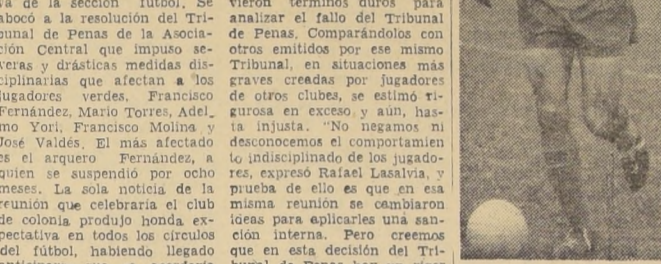 va de la sección fútbol. Se
abocó a la resolución del Tri-
bunal de Penas de la Asocia-
ción Central que impuso se-
veras y drásticas medidas dis-
ciplinarias que afectan a los
jugadores verdes, Francisco
Fernández, Mario Torres, Adel_
mo Yori, Francisco Molina y
José Valdés. El más afectado
es el arquero Fernández, a
quien se suspendió por ocho
meses. La sola noticia de la
reunión que celebraría el club
de colonia produjo honda ex-
pectativa en todos los círculos
del fútbol, habiendo llegado
vieron términos duros para
analizar el fallo del Tribunal
de Penas. Comparándolos con
otros emitidos por ese mismo
Tribunal, en situaciones más
graves creadas por jugadores
de otros clubes, se estimó ri-
gurosa en exceso y aún, has-
ta injusta. "No negamos ni
desconocemos el comportamien
to indisciplinado de los jugado-
res, expresó Rafael Lasalvia, y
prueba de ello es que en esa
misma reunión se cambiaron
ideas para aplicarles una san-
ción interna. Pero creemos
que en esta decisión del Tri-
bunal de Penas han